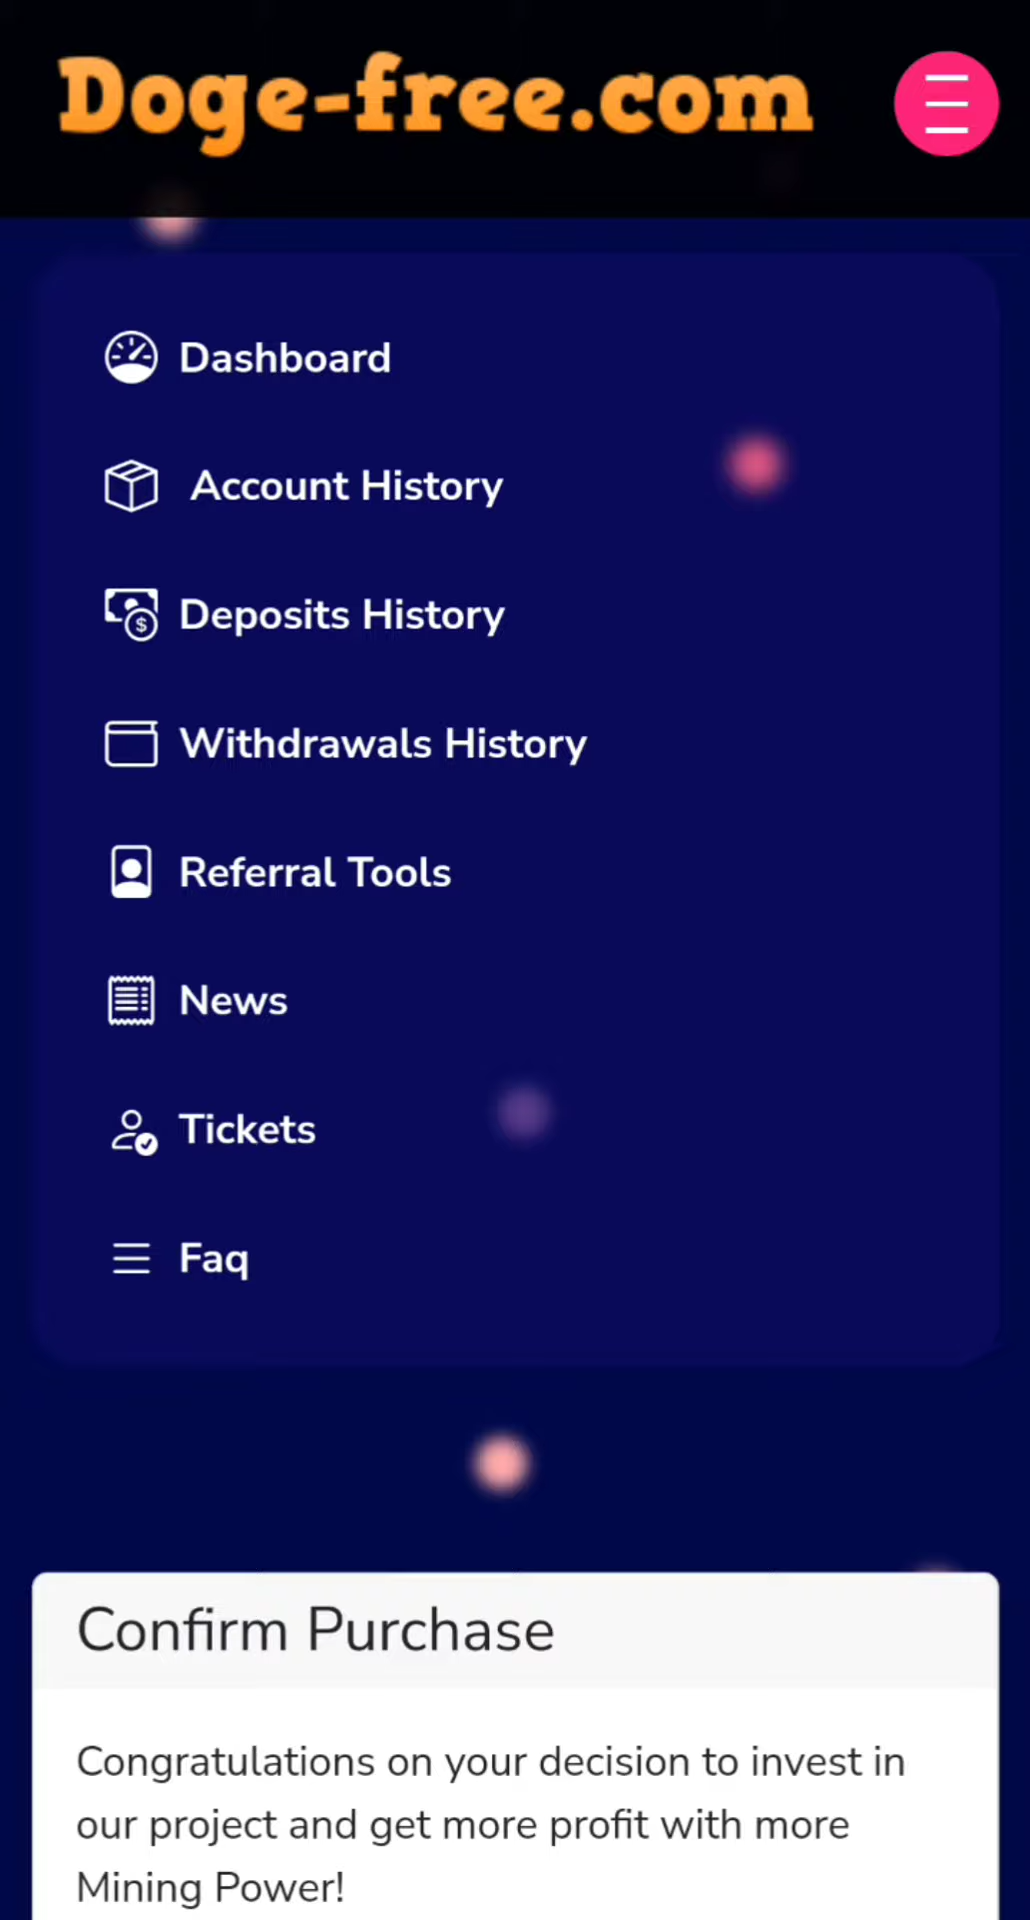 Doge-free.com
Dashboard
Account History
Deposits History
Withdrawals History
Referral Tools
News
Tickets
Faq
Confirm Purchase
Congratulations on your decision to invest in
our project and get more profit with more
Mining Power!